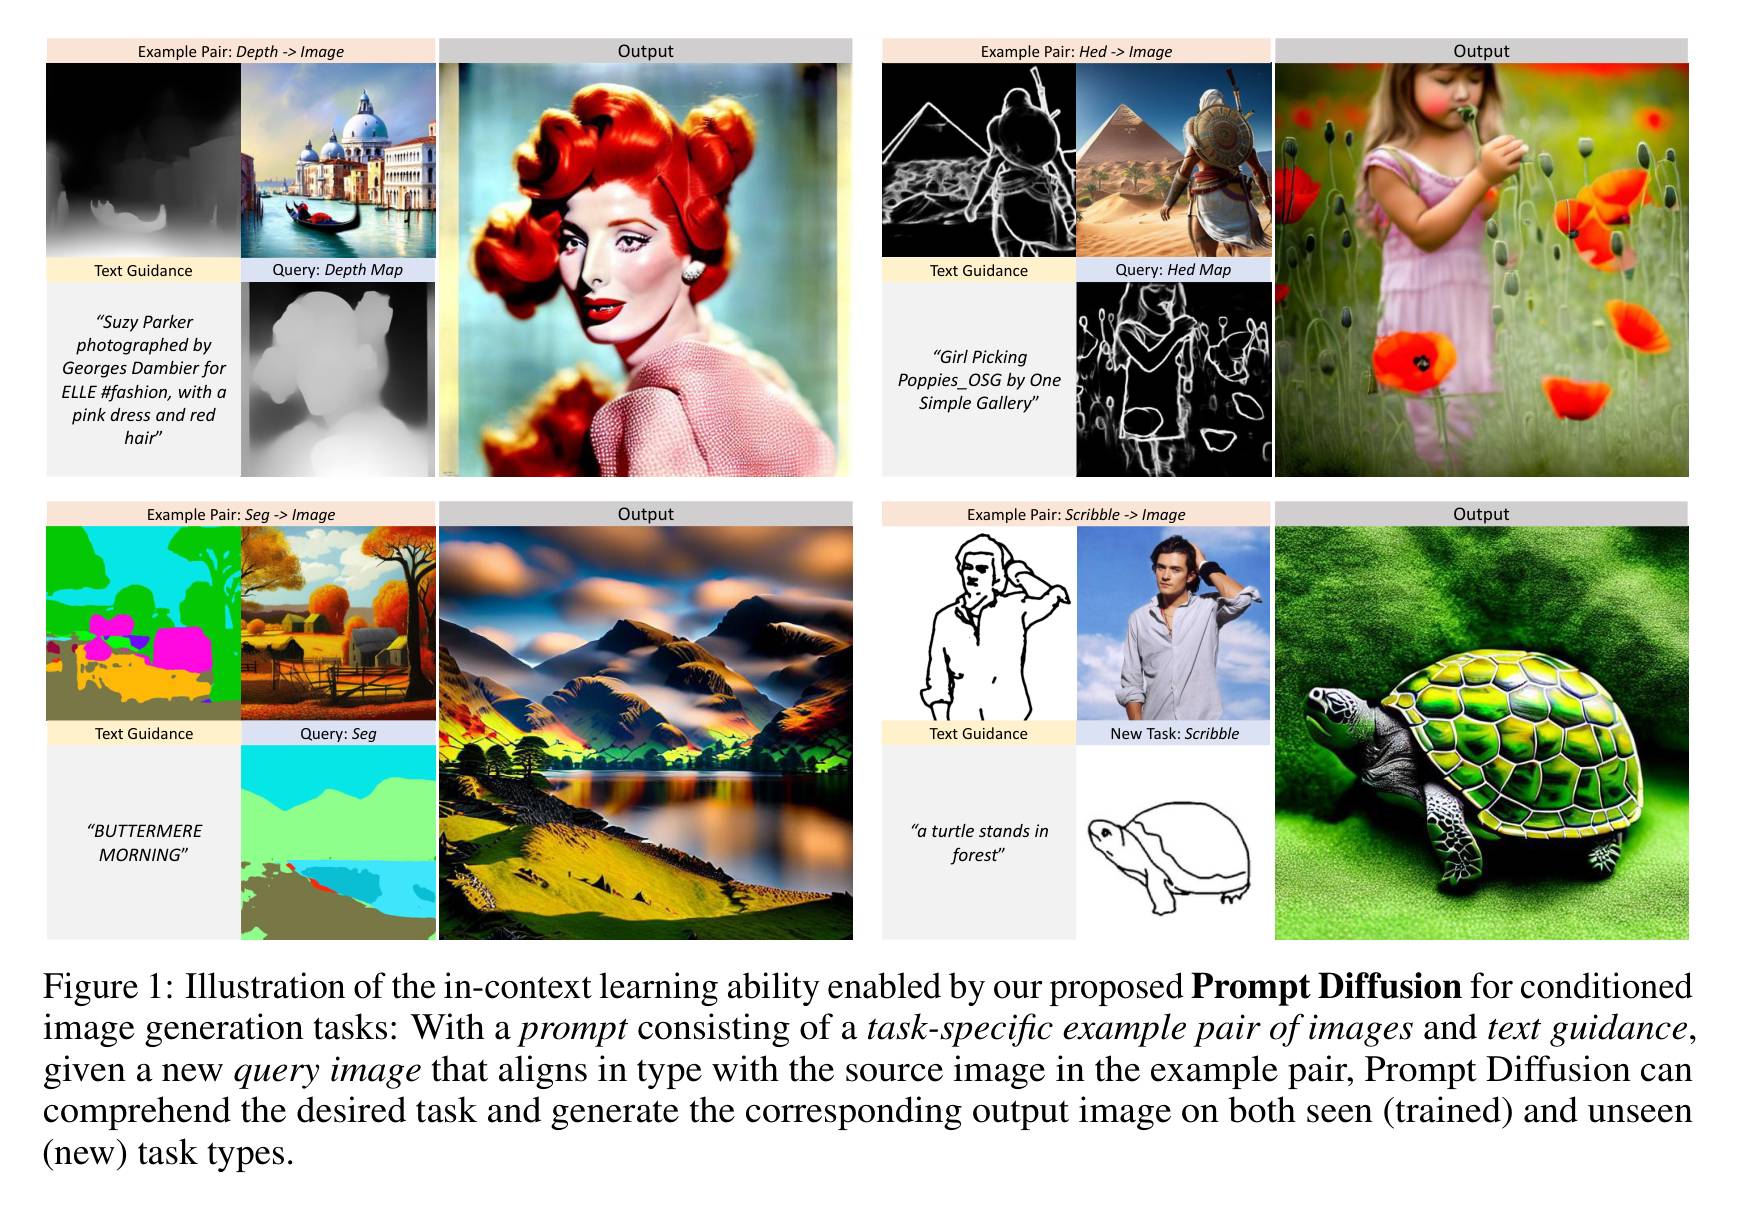 Example Pair: Depth -> Image
Output
Text Guidance
Query: Depth Map
“Suzy Parker
photographed by
Georges Dambier for
ELLE #fashion, with a
pink dress and red
hair”
Example Pair: Hed -> Image
Output
Text Guidance
Query: Hed Map
“Girl Picking
Poppies_OSG by One
Simple Gallery”
Example Pair: Seg -> Image
Output
Text Guidance
Query: Seg
“BUTTERMERE
MORNING”
Example Pair: Scribble -> Image
Output
Text Guidance
New Task: Scribble
“a turtle stands in
forest”
Figure 1: Illustration of the in-context learning ability enabled by our proposed Prompt Diffusion for conditioned
image generation tasks: With a prompt consisting of a task-specific example pair of images and text guidance,
given a new query image that aligns in type with the source image in the example pair, Prompt Diffusion can
comprehend the desired task and generate the corresponding output image on both seen (trained) and unseen
(new) task types.